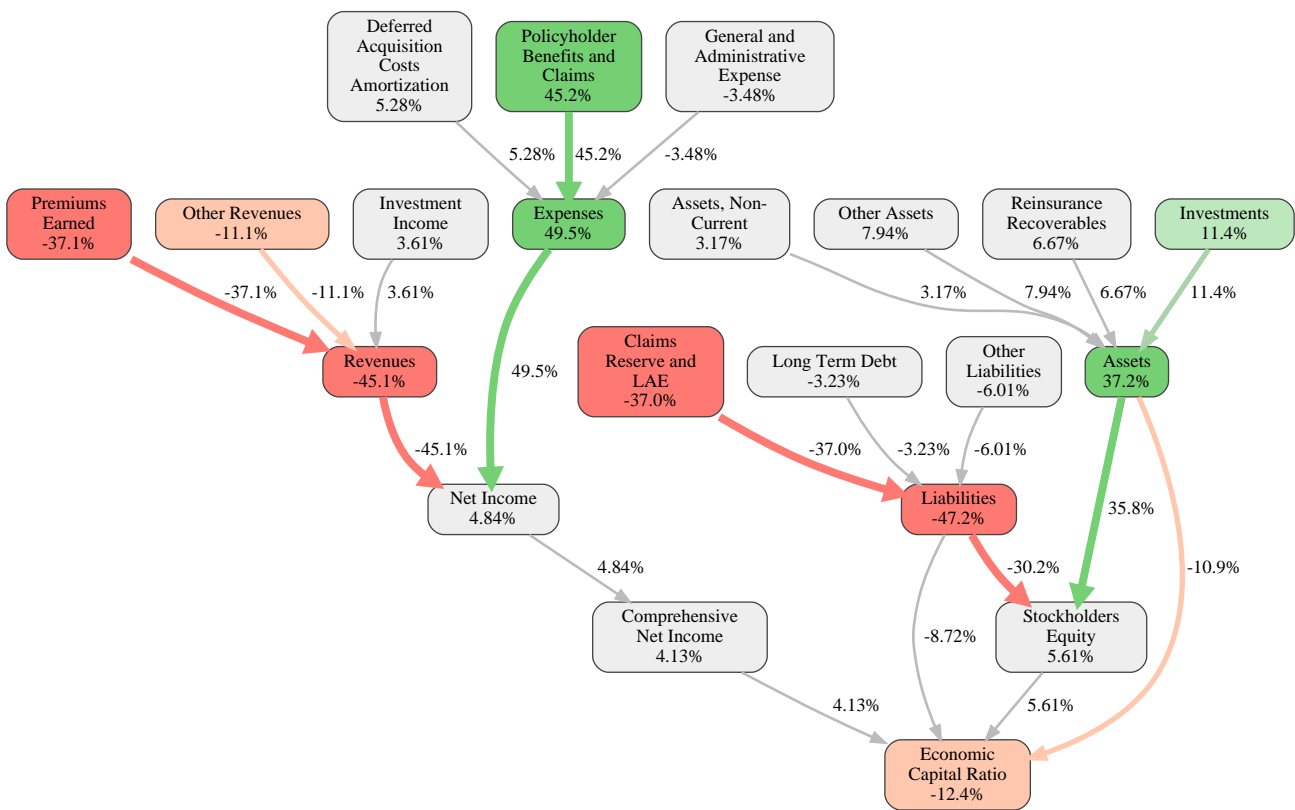 Deferred
Acquisition
Costs
Amortization
5.28%
Policyholder
Benefits and
Claims
45.2%
General and
Administrative
Expense
-3.48%
5.28%
45.2%
-3.48%
Premiums
Earned
-37.1%
Other Revenues
-11.1%
Investment
Income
3.61%
Expenses
49.5%
Assets, Non-
Current
3.17%
Other Assets
7.94%
Reinsurance
Recoverables
6.67%
Investments
11.4%
-37.1%
-11.1%
3.61%
3.17%
7.94%
6.67%
11.4%
Revenues
-45.1%
49.5%
Claims
Reserve and
LAE
-37.0%
Long Term Debt
-3.23%
Other
Liabilities
-6.01%
Assets
37.2%
-45.1%
-37.0%
-3.23%
-6.01%
Net Income
4.84%
Liabilities
-47.2%
35.8%
4.84%
-30.2%
-10.9%
Comprehensive
Net Income
4.13%
-8.72%
Stockholders
Equity
5.61%
4.13%
5.61%
Economic
Capital Ratio
-12.4%